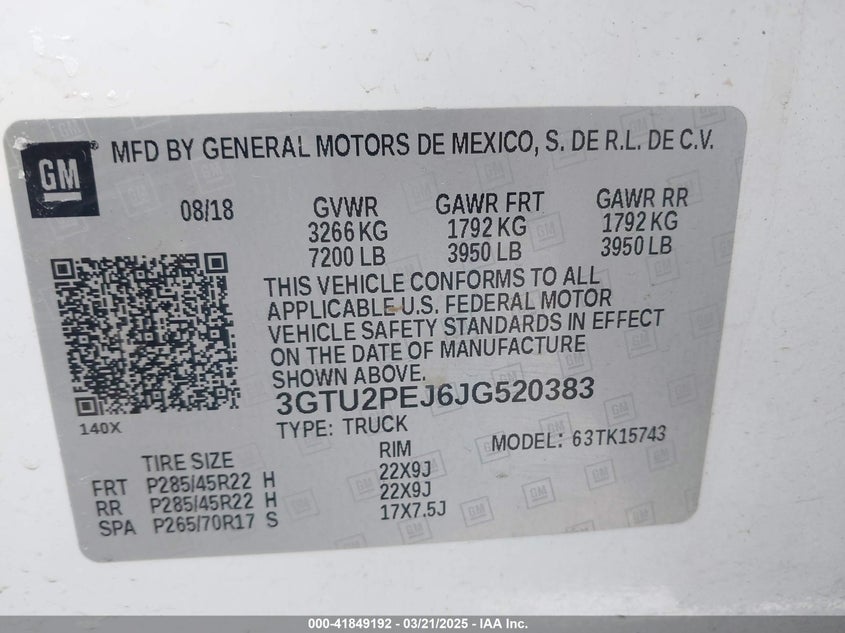 GM
MFD BY GENERAL MOTORS DE MEXICO, S. DE R.L. DE C.V.
08/18 GVWR GAWR FRT GAWR RR
3266 KG 1792 KG 1792 KG
7200 LB 3950 LB 3950 LB
THIS VEHICLE CONFORMS TO ALL
APPLICABLE U.S. FEDERAL MOTOR
VEHICLE SAFETY STANDARDS IN EFFECT
ON THE DATE OF MANUFACTURE
SHOWN ABOVE.
3GTU2PEJ6JG520383
140X
TYPE: TRUCK MODEL: 63TK15743
TIRE SIZE RIM
FRT P285/45R22 H 22X9J
RR P285/45R22 H 22X9J
SPA P265/70R17 S 17X7.5J
000-41849192 - 03/21/2025 - IAAI.com